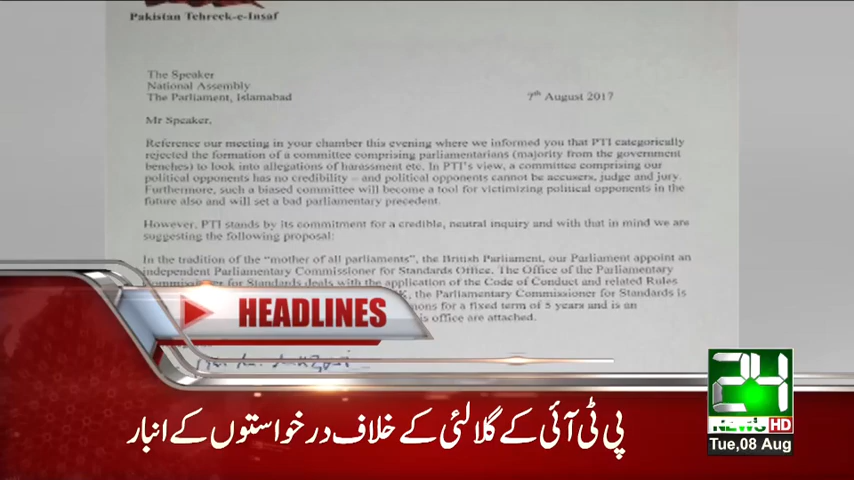 Pakistan Tehreek-e-Insaf
The Speaker
National Assembly
The Parliament, Islamabad
7th August 2017
Mr Speaker,
Reference our meeting in your chamber this evening where we informed you that PTI categorically
rejected the formation of a committee comprising parliamentarians (majority from the government
benches) to look into allegations of harassment etc. In PTI's view, a committee comprising our
political opponents has no credibility – and political opponents cannot be accusers, judge and jury.
Furthermore, such a biased committee will become a tool for victimizing political opponents in the
future also and will set a bad parliamentary precedent.
However, PTI stands by its commitment for a credible, neutral inquiry and with that in mind we are
suggesting the following proposal:
In the tradition of the "mother of all parliaments", the British Parliament, our Parliament appoint an
independent Parliamentary Commissioner for Standards Office. The Office of the Parliamentary
Commissioner for Standards deals with the application of the Code of Conduct and related Rules
the Parliamentary Commissioner for Standards is
for a fixed term of 5 years and is an
office are attached.
HEADLINES
پی ٹی آئی کے گلالئی کے خلاف درخواستوں کے انبار
24
NEWS HD
Tue,08 Aug